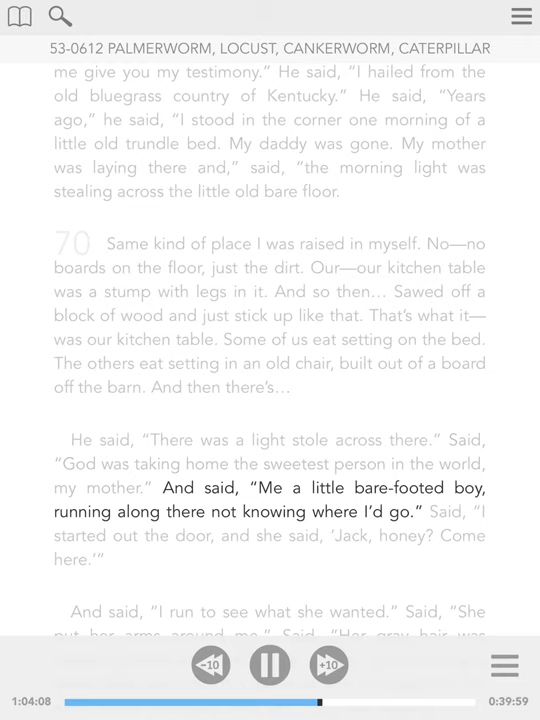 53-0612 PALMERWORM, LOCUST, CANKERWORM, CATERPILLAR
me give you my testimony.” He said, “I hailed from the
old bluegrass country of Kentucky.” He said, “Years
ago,” he said, “I stood in the corner one morning of a
little old trundle bed. My daddy was gone. My mother
was laying there and,” said, “the morning light was
stealing across the little old bare floor.
70 Same kind of place I was raised in myself. No—no
boards on the floor, just the dirt. Our—our kitchen table
was a stump with legs in it. And so then… Sawed off a
block of wood and just stick up like that. That’s what it—
was our kitchen table. Some of us eat setting on the bed.
The others eat setting in an old chair, built out of a board
off the barn. And then there’s…
He said, “There was a light stole across there.” Said,
“God was taking home the sweetest person in the world,
my mother.” And said, “Me a little bare-footed boy,
running along there not knowing where I’d go.” Said, “I
started out the door, and she said, ‘Jack, honey? Come
here.’”
And said, “I run to see what she wanted.” Said, “She
put her arms around me.” Said, “Her gray hair was
-10
+10
1:04:08
0:39:59